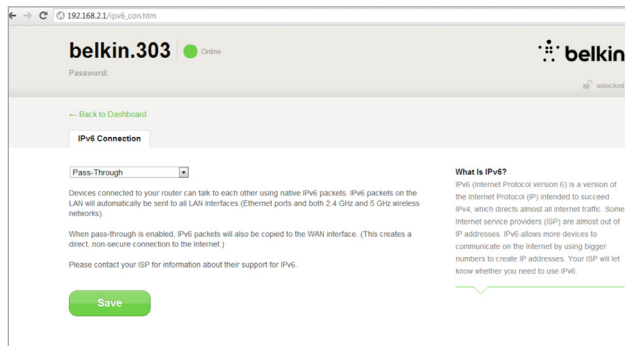 192.168.2.1/ipv6_con.htm
belkin.303
Online
belkin
Password:
unlocked
← Back to Dashboard
IPv6 Connection
Pass-Through
Devices connected to your router can talk to each other using native IPv6 packets. IPv6 packets on the
LAN will automatically be sent to all LAN interfaces (Ethernet ports and both 2.4 GHz and 5 GHz wireless
networks).
When pass-through is enabled, IPv6 packets will also be copied to the WAN interface. (This creates a
direct, non-secure connection to the Internet.)
Please contact your ISP for information about their support for IPv6.
Save
What Is IPv6?
IPv6 (Internet Protocol version 6) is a version of
the Internet Protocol (IP) intended to succeed
IPv4, which directs almost all Internet traffic. Some
Internet service providers (ISP) are almost out of
IP addresses. IPv6 allows more devices to
communicate on the Internet by using bigger
numbers to create IP addresses. Your ISP will let
know whether you need to use IPv6.